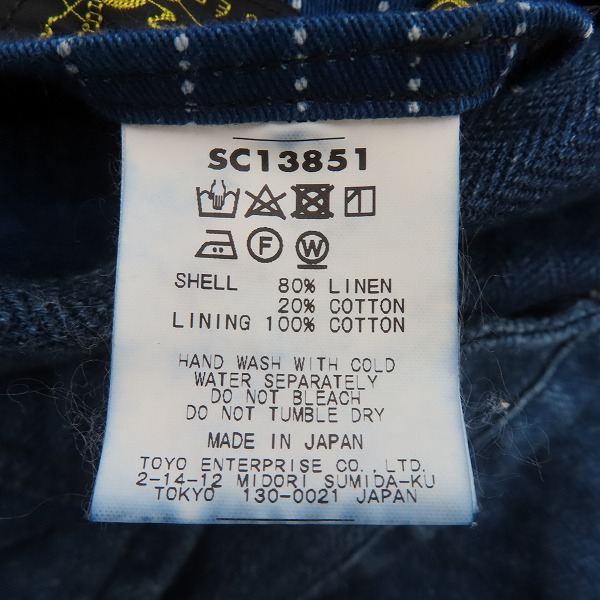 SC13851
F W
SHELL 80% LINEN
20% COTTON
LINING 100% COTTON
HAND WASH WITH COLD
WATER SEPARATELY
DO NOT BLEACH
DO NOT TUMBLE DRY
MADE IN JAPAN
TOYO ENTERPRISE CO.,LTD.
2-14-12 MIDORI SUMIDA-KU
TOKYO 130-0021 JAPAN